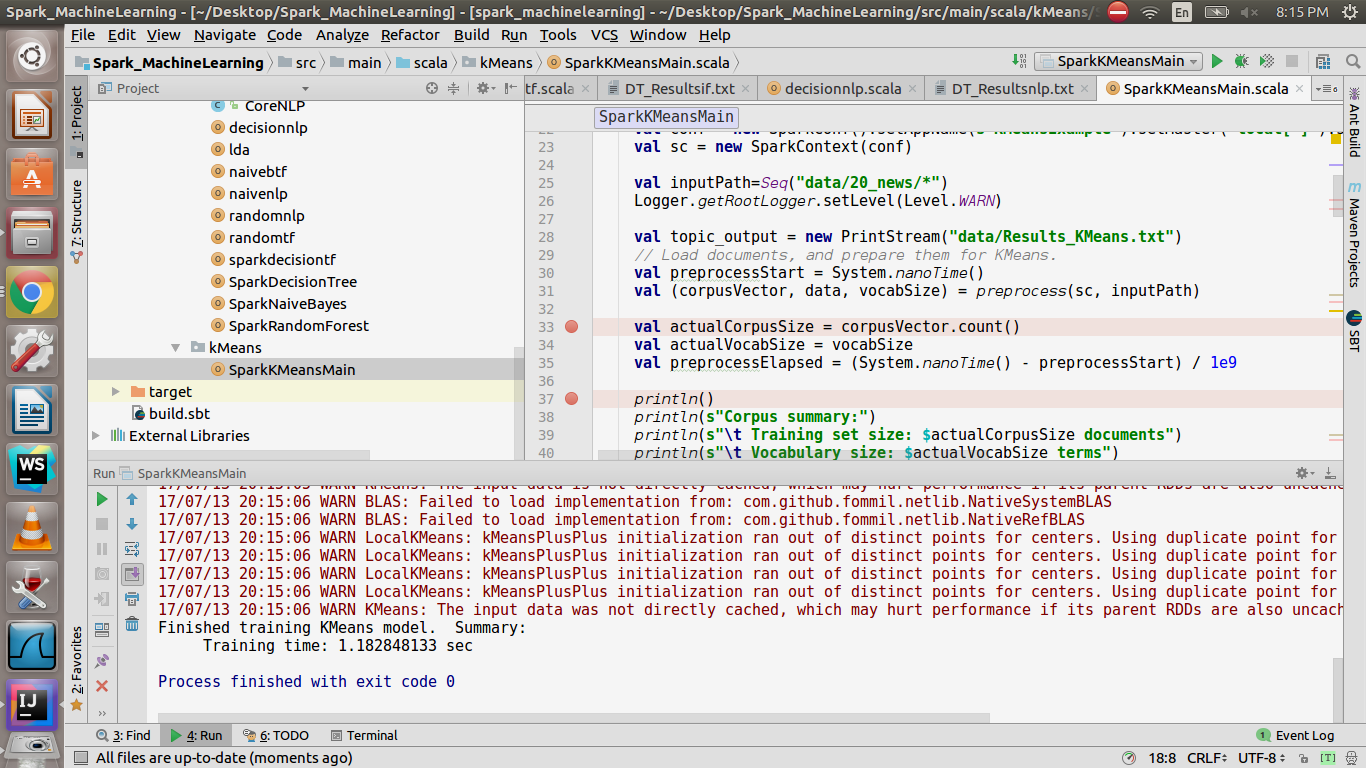 Spark_MachineLearning - [~/Desktop/Spark_MachineLearning] - [spark_machinelearning] - ~/Desktop/Spark_MachineLearning/src/main/scala/kMeans/
En
8:15 PM
File Edit View Navigate Code Analyze Refactor Build Run Tools VCS Window Help
Spark_MachineLearning src main scala kMeans SparkKMeansMain.scala
SparkKMeansMain
Project
tf.scala DT_Resultsif.txt decisionnlp.scala DT_Resultsnlp.txt SparkKMeansMain.scala
1: Project
7: Structure
2: Favorites
CoreNLP
decisionnlp
lda
naivebtf
naivenlp
randomnlp
randomtf
sparkdecisiontf
SparkDecisionTree
SparkNaiveBayes
SparkRandomForest
kMeans
SparkKMeansMain
target
build.sbt
External Libraries
SparkKMeansMain
23 val sc = new SparkContext(conf)
24
25 val inputPath=Seq("data/20_news/*")
26 Logger.getRootLogger.setLevel(Level.WARN)
27
28 val topic_output = new PrintStream("data/Results_KMeans.txt")
29 // Load documents, and prepare them for KMeans.
30 val preprocessStart = System.nanoTime()
31 val (corpusVector, data, vocabSize) = preprocess(sc, inputPath)
32
33 val actualCorpusSize = corpusVector.count()
34 val actualVocabSize = vocabSize
35 val preprocessElapsed = (System.nanoTime() - preprocessStart) / 1e9
36
37 println()
38 println(s"Corpus summary:")
39 println(s"\t Training set size: $actualCorpusSize documents")
40 println(s"\t Vocabulary size: $actualVocabSize terms")
Ant Build
Maven Projects
SBT
Run SparkKMeansMain
17/07/13 20:15:05 WARN KMeans: The input data is not directly cached, which may hurt performance if its parent RDDs are also uncache
17/07/13 20:15:06 WARN BLAS: Failed to load implementation from: com.github.fommil.netlib.NativeSystemBLAS
17/07/13 20:15:06 WARN BLAS: Failed to load implementation from: com.github.fommil.netlib.NativeRefBLAS
17/07/13 20:15:06 WARN LocalKMeans: kMeansPlusPlus initialization ran out of distinct points for centers. Using duplicate point for
17/07/13 20:15:06 WARN LocalKMeans: kMeansPlusPlus initialization ran out of distinct points for centers. Using duplicate point for
17/07/13 20:15:06 WARN LocalKMeans: kMeansPlusPlus initialization ran out of distinct points for centers. Using duplicate point for
17/07/13 20:15:06 WARN LocalKMeans: kMeansPlusPlus initialization ran out of distinct points for centers. Using duplicate point for
17/07/13 20:15:06 WARN KMeans: The input data was not directly cached, which may hurt performance if its parent RDDs are also uncach
Finished training KMeans model.  Summary:
Training time: 1.182848133 sec
Process finished with exit code 0
3: Find 4: Run 6: TODO Terminal
1 Event Log
All files are up-to-date (moments ago)
18:8 CRLF UTF-8 [T]